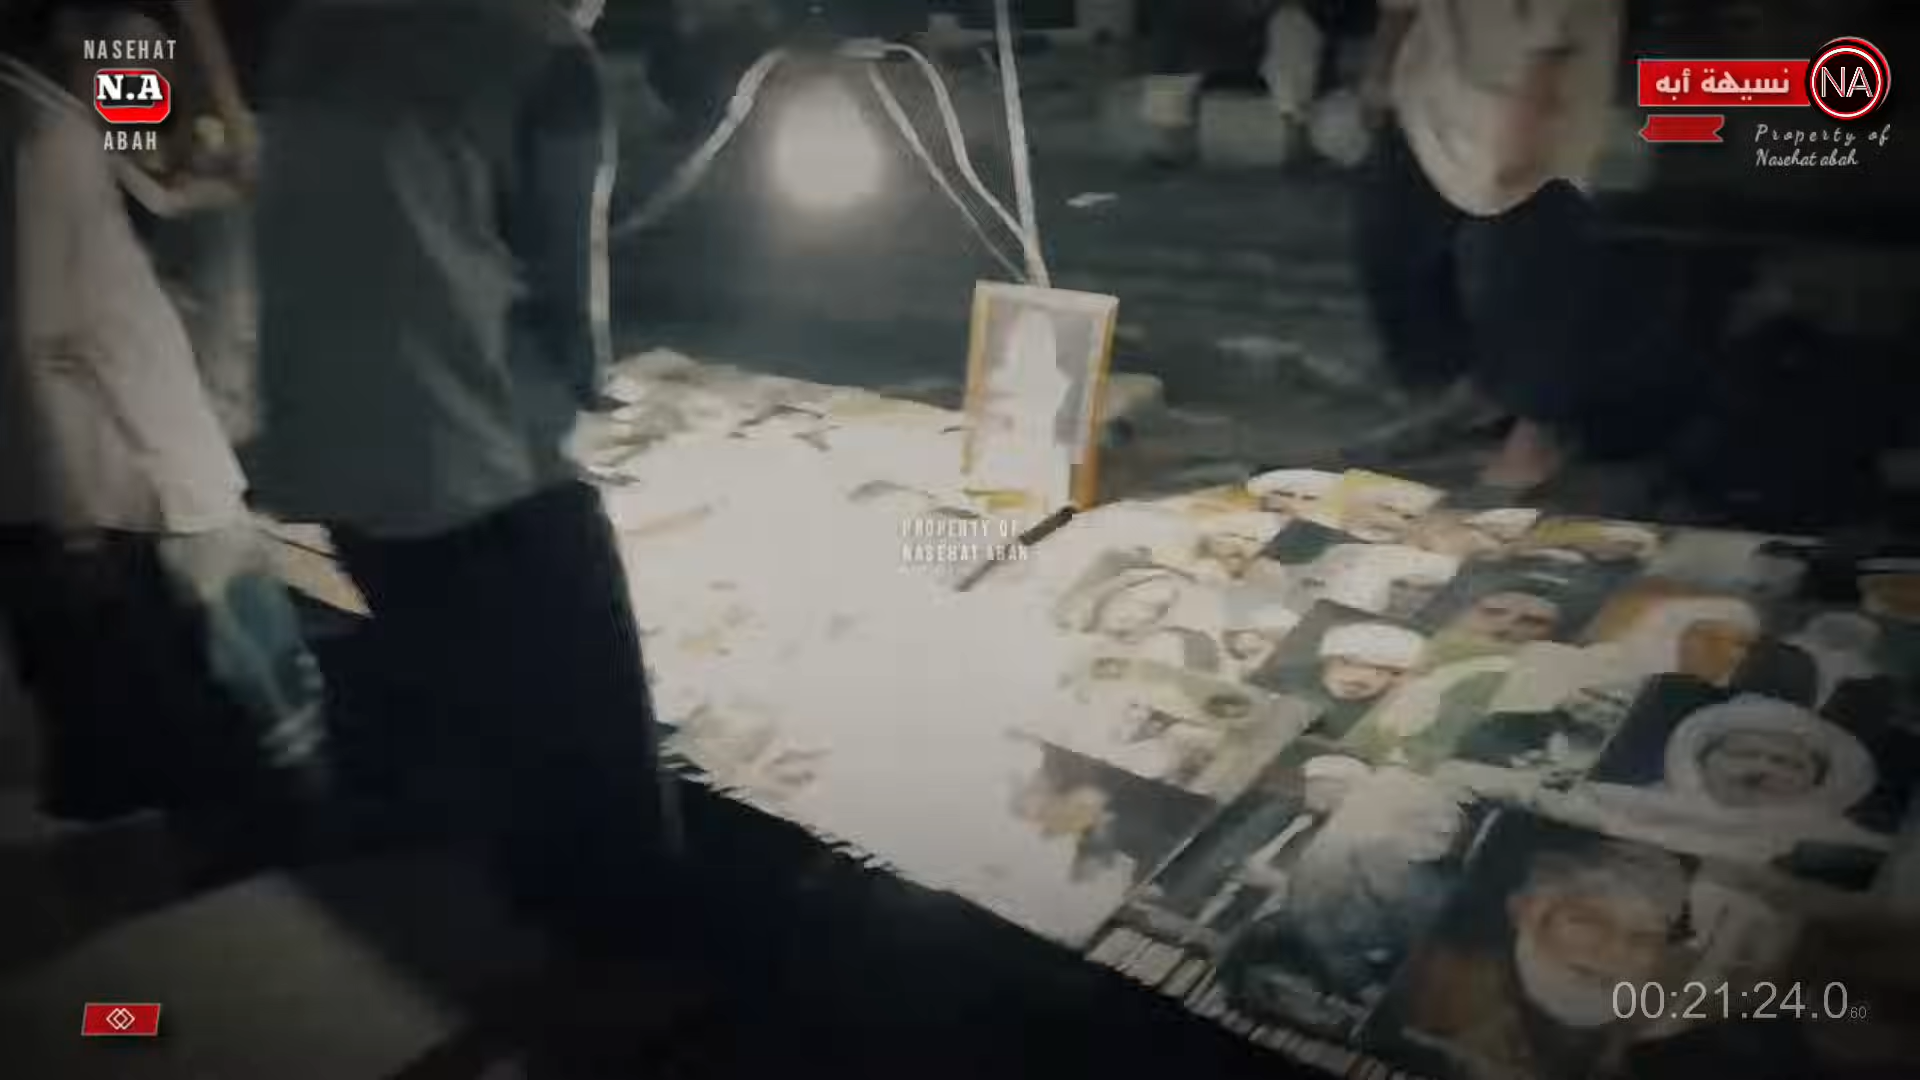 NASEHAT
N.A
ABAH
نسيهة أبه
NA
Property of
Nasehat abah
PROPERTY OF
NASEHAT ABAH
00:21:24.0
60